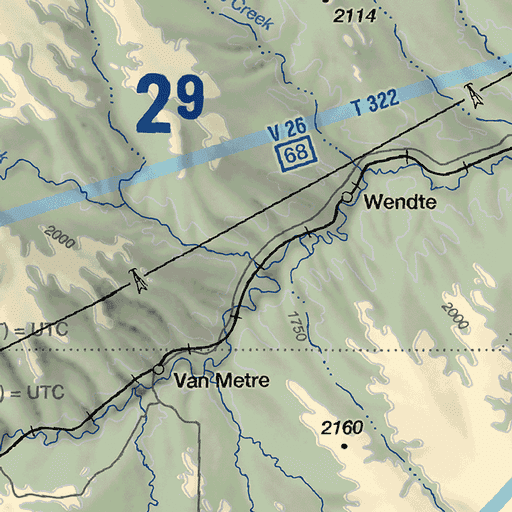 Creek
2114
29
T 322
V 26
68
Wendte
2000
2000
1750
) = UTC
Van Metre
) = UTC
2160